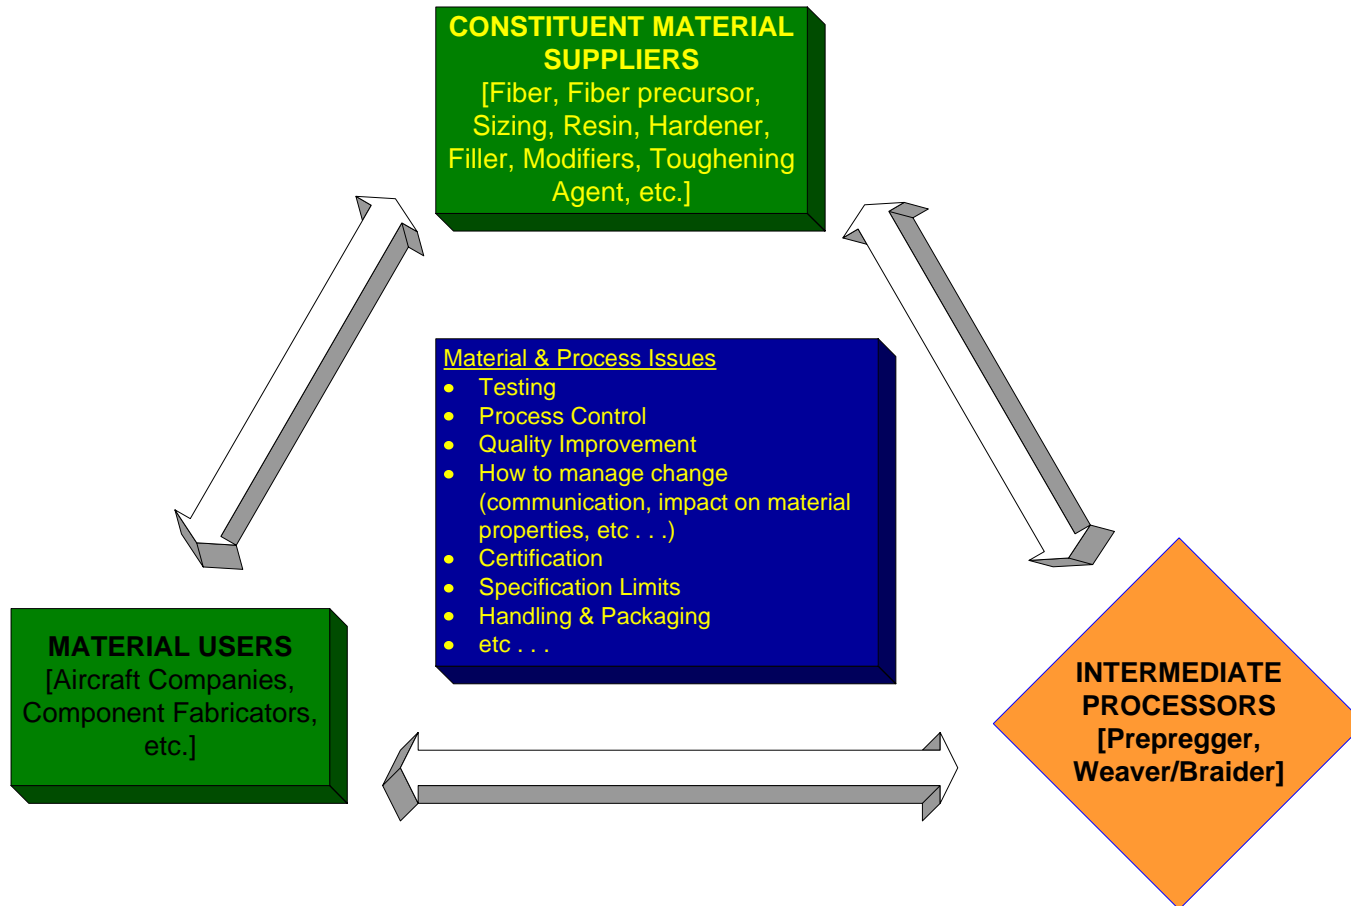 CONSTITUENT MATERIAL
SUPPLIERS
[Fiber, Fiber precursor,
Sizing, Resin, Hardener,
Filler, Modifiers, Toughening
Agent, etc.]
Material & Process Issues
• Testing
• Process Control
• Quality Improvement
• How to manage change
(communication, impact on material
properties, etc . . .)
• Certification
• Specification Limits
• Handling & Packaging
• etc . . .
MATERIAL USERS
[Aircraft Companies,
Component Fabricators,
etc.]
INTERMEDIATE
PROCESSORS
[Prepregger,
Weaver/Braider]